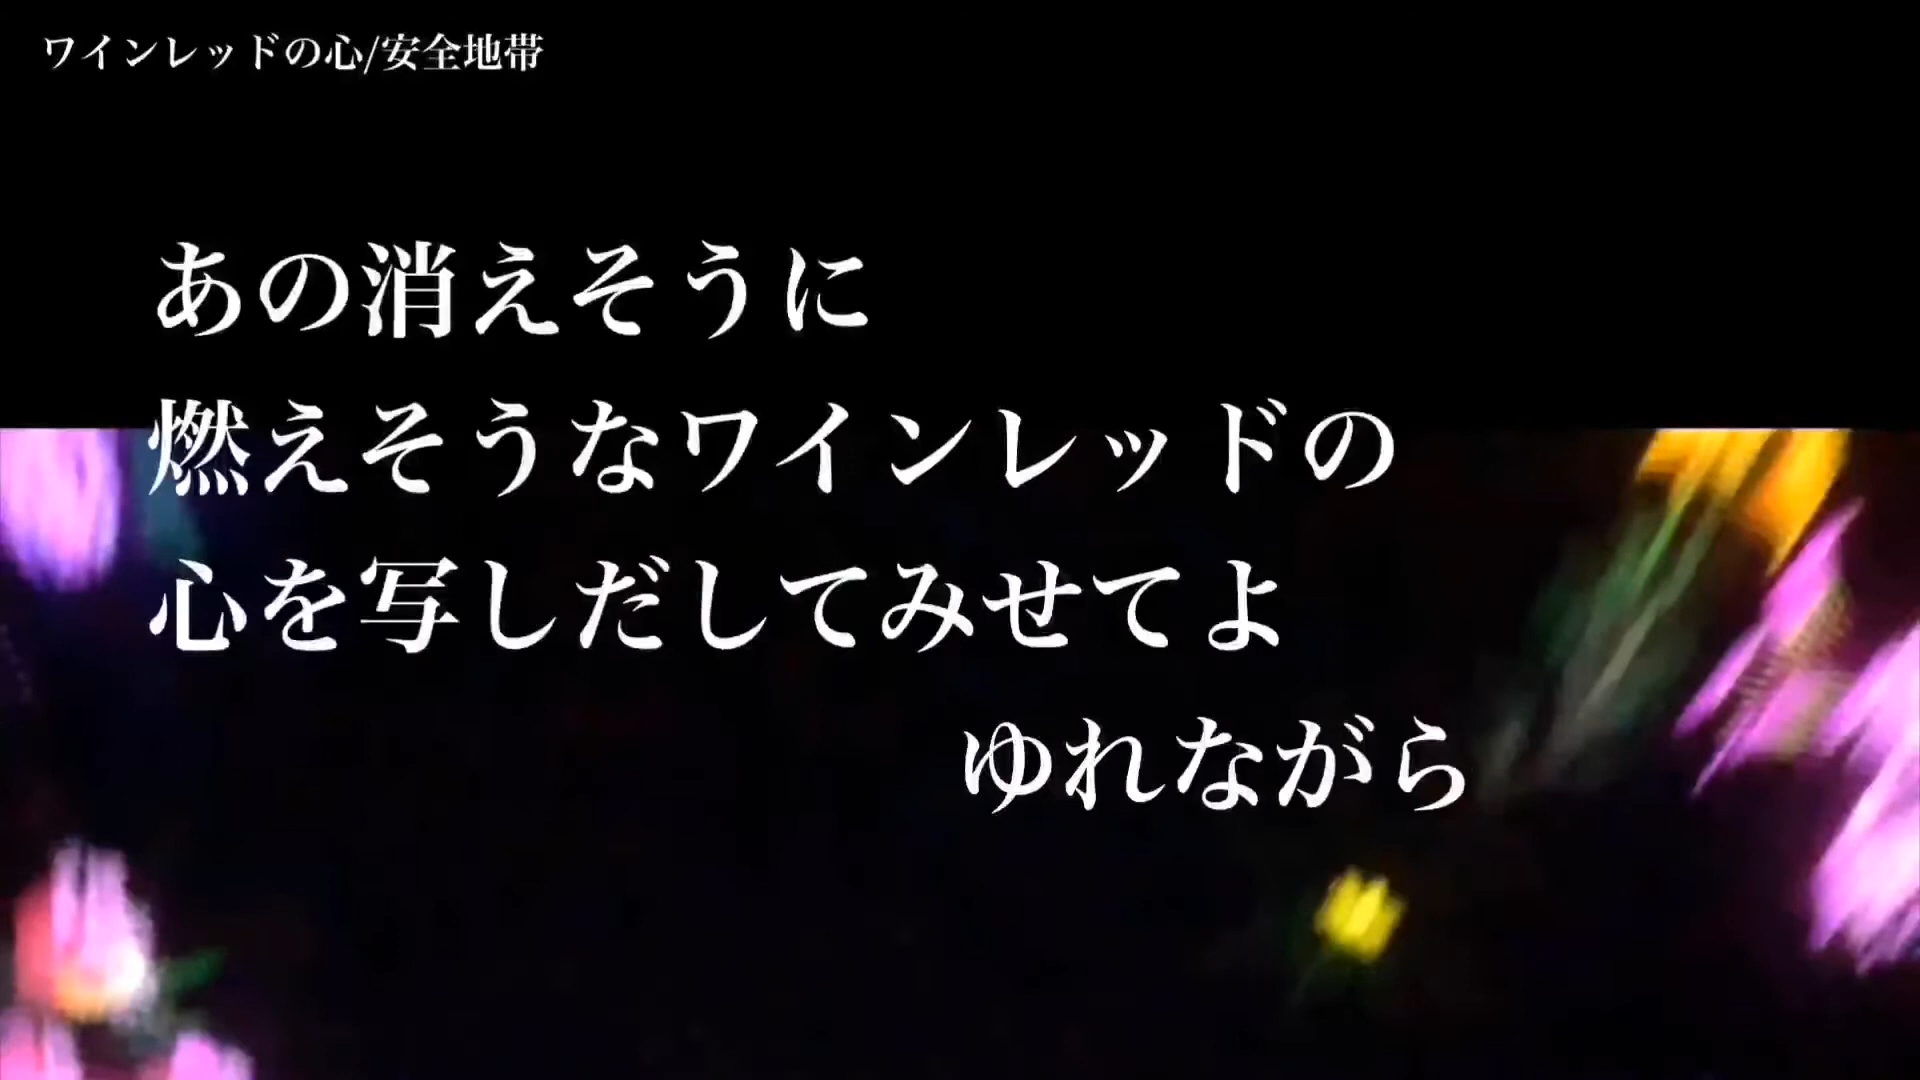 ワインレッドの心/安全地帯
あの消えそうに
燃えそうなワインレッドの
心を写しだしてみせてよ
ゆれながら